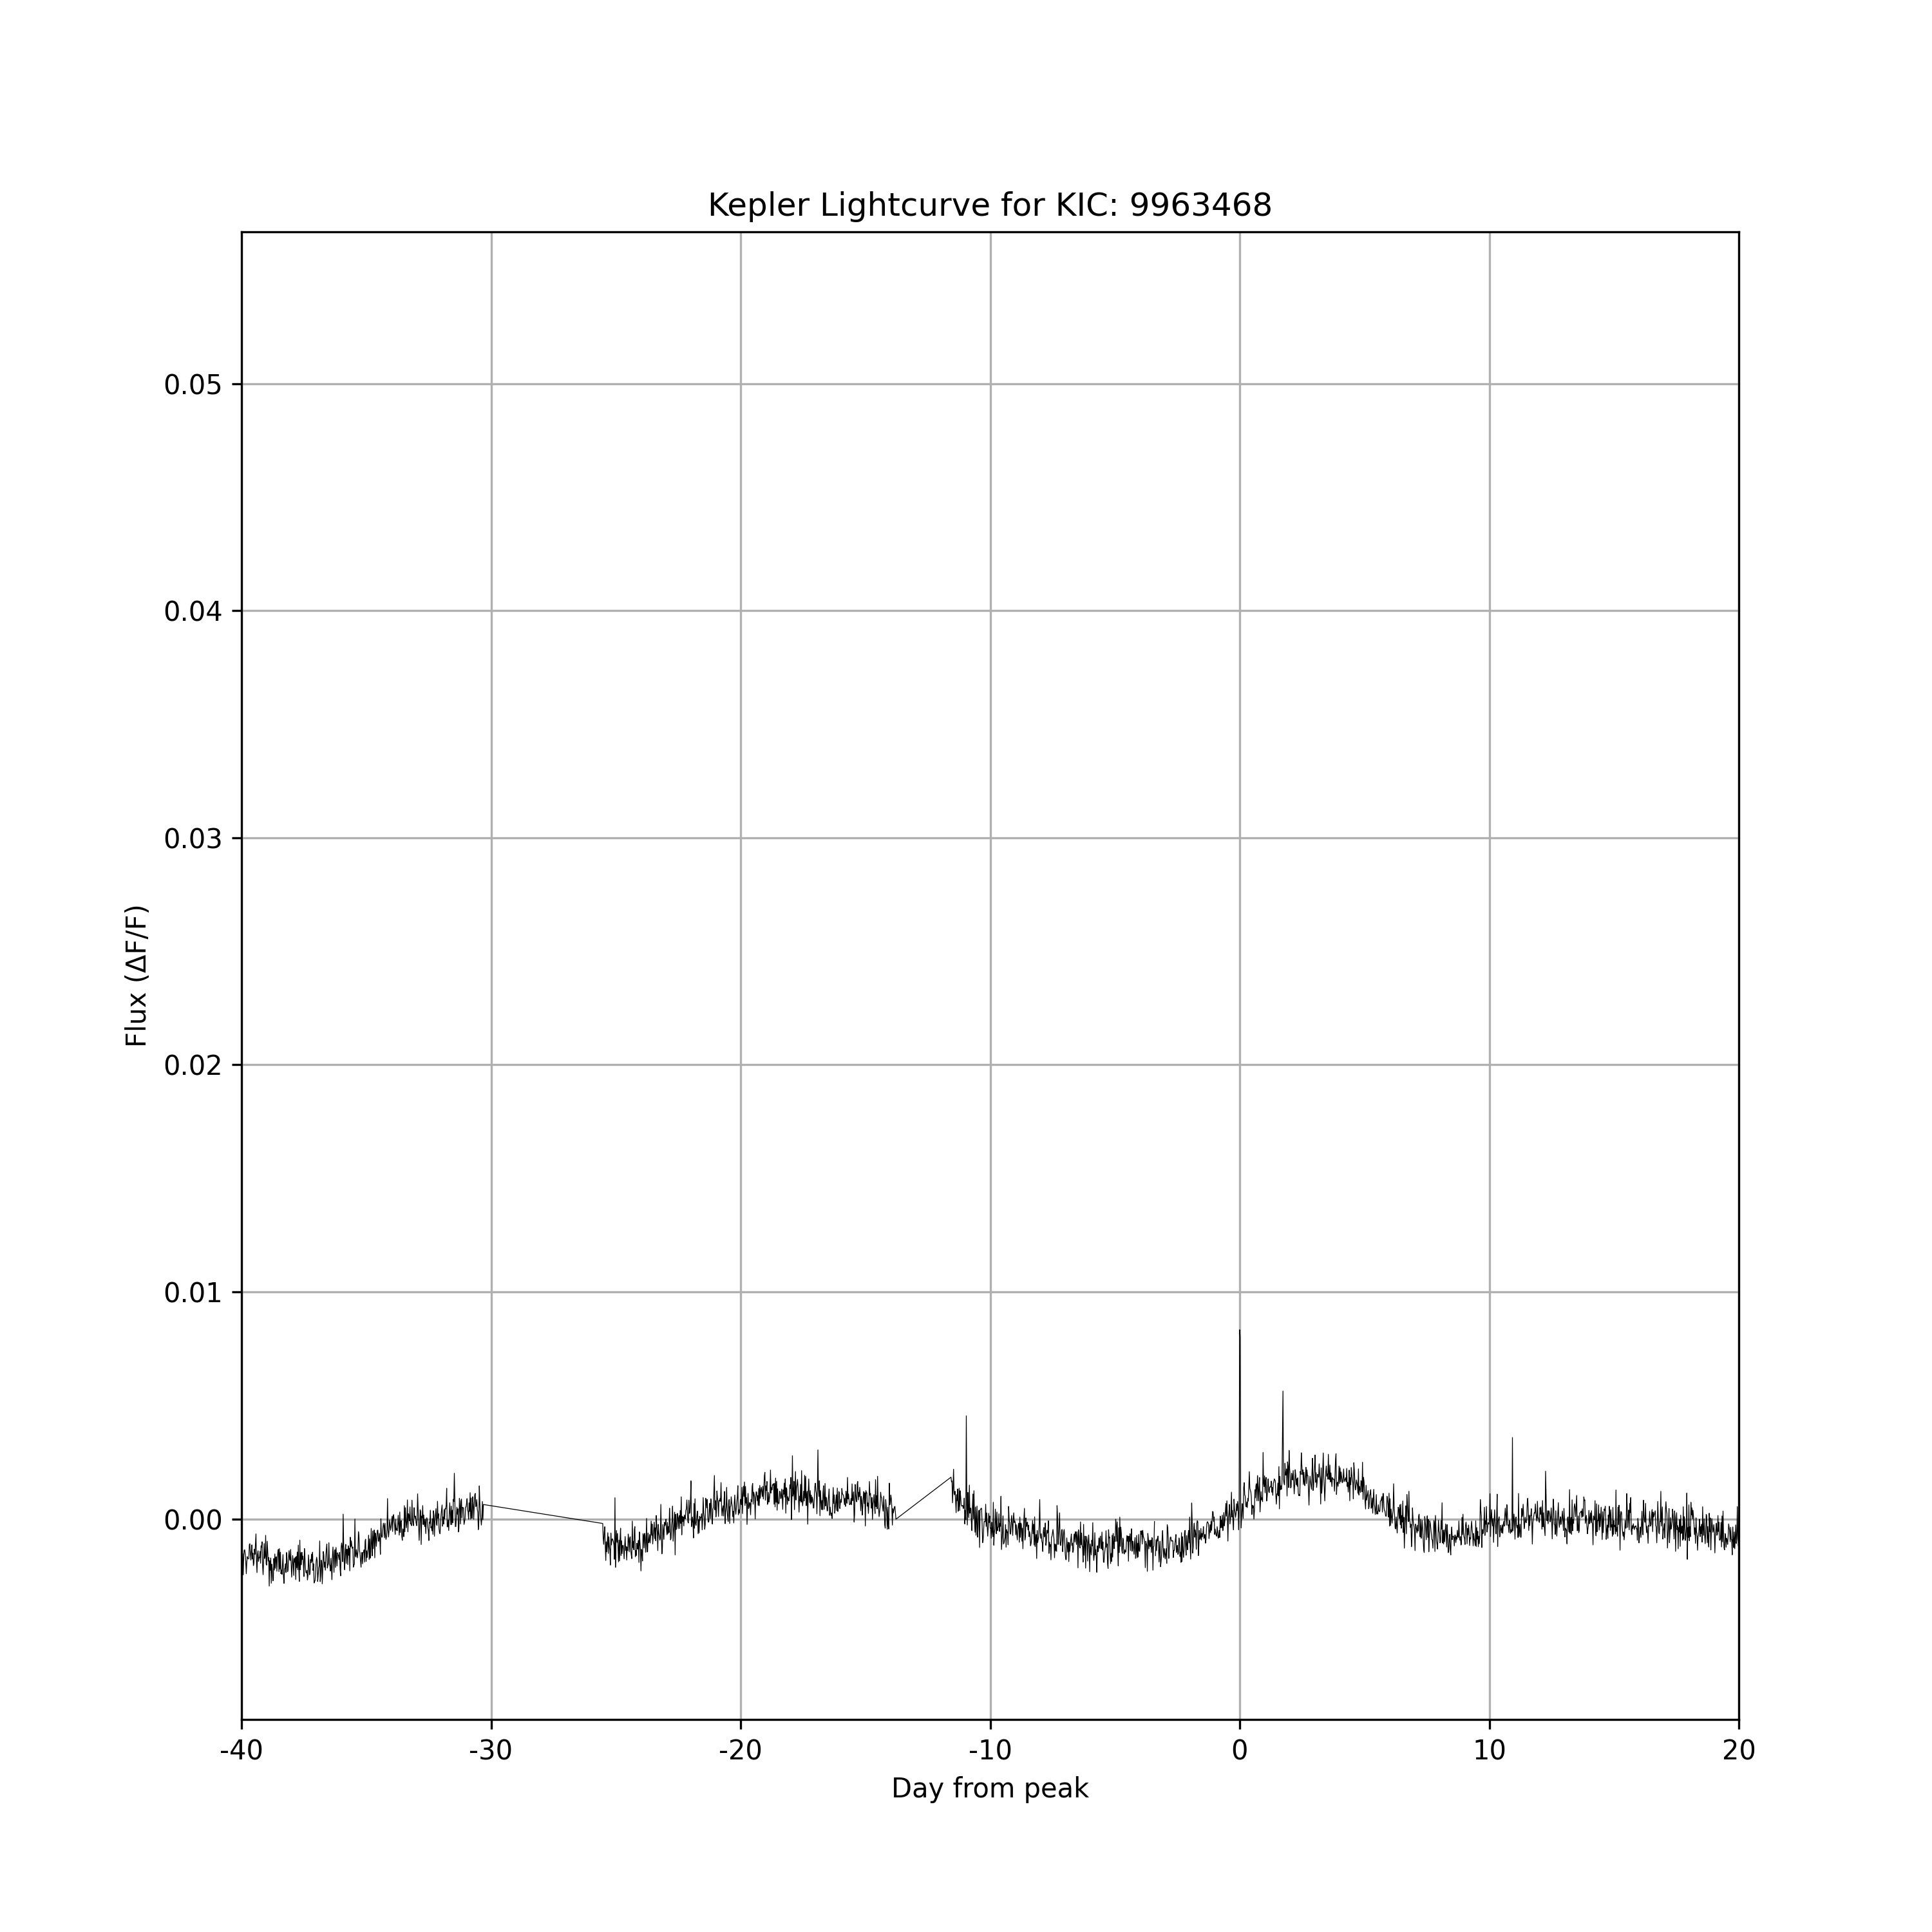 Kepler Lightcurve for KIC: 9963468
Flux (ΔF/F)
0.05
0.04
0.03
0.02
0.01
0.00
-40 -30 -20 -10 0 10 20
Day from peak